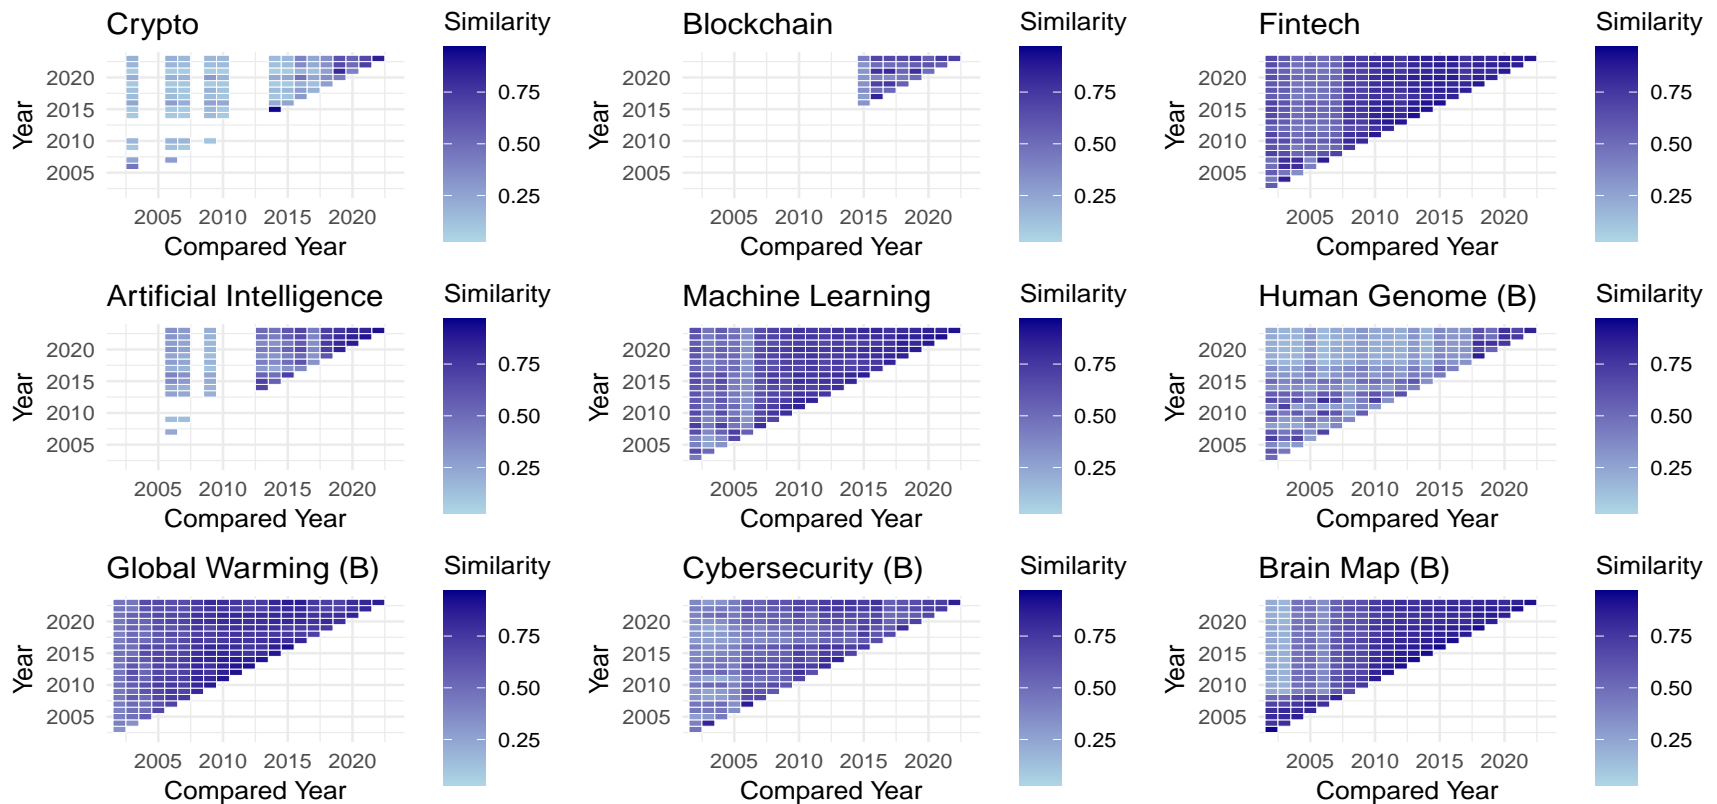 Crypto
Similarity
Year
2020
2015
2010
2005
0.75
0.50
0.25
2005 2010 2015 2020
Compared Year
Blockchain
Similarity
Year
2020
2015
2010
2005
0.75
0.50
0.25
2005 2010 2015 2020
Compared Year
Fintech
Similarity
Year
2020
2015
2010
2005
0.75
0.50
0.25
2005 2010 2015 2020
Compared Year
Artificial Intelligence
Similarity
Year
2020
2015
2010
2005
0.75
0.50
0.25
2005 2010 2015 2020
Compared Year
Machine Learning
Similarity
Year
2020
2015
2010
2005
0.75
0.50
0.25
2005 2010 2015 2020
Compared Year
Human Genome (B)
Similarity
Year
2020
2015
2010
2005
0.75
0.50
0.25
2005 2010 2015 2020
Compared Year
Global Warming (B)
Similarity
Year
2020
2015
2010
2005
0.75
0.50
0.25
2005 2010 2015 2020
Compared Year
Cybersecurity (B)
Similarity
Year
2020
2015
2010
2005
0.75
0.50
0.25
2005 2010 2015 2020
Compared Year
Brain Map (B)
Similarity
Year
2020
2015
2010
2005
0.75
0.50
0.25
2005 2010 2015 2020
Compared Year